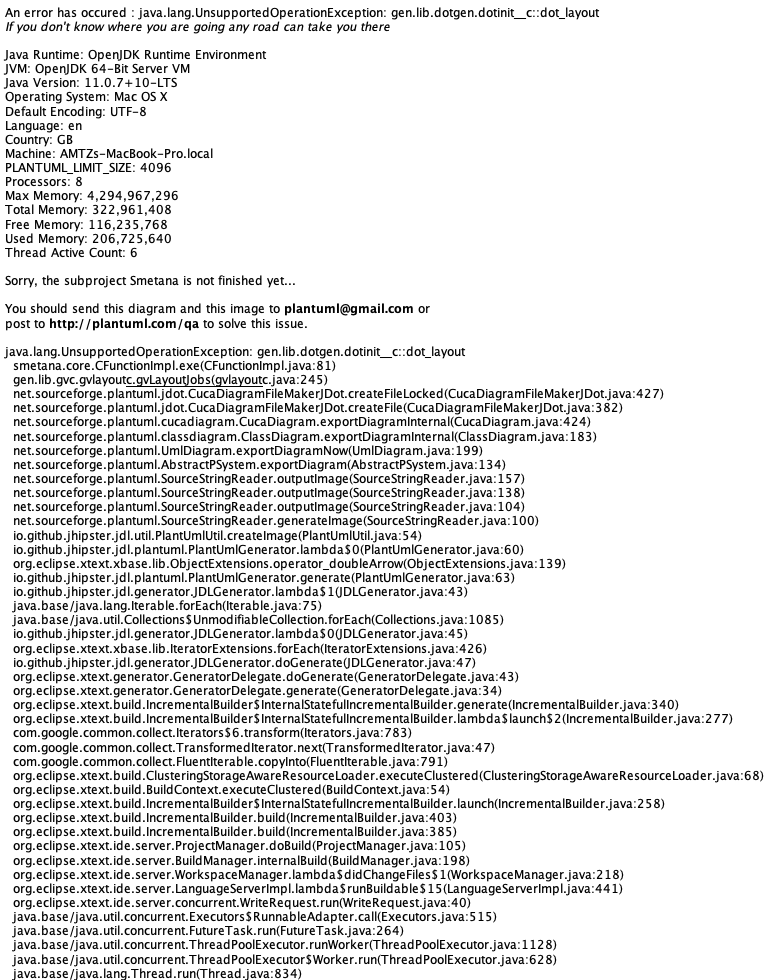 An error has occured : java.lang.UnsupportedOperationException: gen.lib.dotgen.dotinit__c::dot_layout
If you don't know where you are going any road can take you there
Java Runtime: OpenJDK Runtime Environment
JVM: OpenJDK 64-Bit Server VM
Java Version: 11.0.7+10-LTS
Operating System: Mac OS X
Default Encoding: UTF-8
Language: en
Country: GB
Machine: AMTZs-MacBook-Pro.local
PLANTUML_LIMIT_SIZE: 4096
Processors: 8
Max Memory: 4,294,967,296
Total Memory: 322,961,408
Free Memory: 116,235,768
Used Memory: 206,725,640
Thread Active Count: 6
Sorry, the subproject Smetana is not finished yet...
You should send this diagram and this image to plantuml@gmail.com or
post to http://plantuml.com/qa to solve this issue.
java.lang.UnsupportedOperationException: gen.lib.dotgen.dotinit__c::dot_layout
smetana.core.CFunctionImpl.exe(CFunctionImpl.java:81)
gen.lib.gvc.gvlayoutc.gvLayoutJobs(gvlayoutc.java:245)
net.sourceforge.plantuml.jdot.CucaDiagramFileMakerJDot.createFileLocked(CucaDiagramFileMakerJDot.java:427)
net.sourceforge.plantuml.jdot.CucaDiagramFileMakerJDot.createFile(CucaDiagramFileMakerJDot.java:382)
net.sourceforge.plantuml.cucadiagram.CucaDiagram.exportDiagramInternal(CucaDiagram.java:424)
net.sourceforge.plantuml.classdiagram.ClassDiagram.exportDiagramInternal(ClassDiagram.java:183)
net.sourceforge.plantuml.UmlDiagram.exportDiagramNow(UmlDiagram.java:199)
net.sourceforge.plantuml.AbstractPSystem.exportDiagram(AbstractPSystem.java:134)
net.sourceforge.plantuml.SourceStringReader.outputImage(SourceStringReader.java:157)
net.sourceforge.plantuml.SourceStringReader.outputImage(SourceStringReader.java:138)
net.sourceforge.plantuml.SourceStringReader.outputImage(SourceStringReader.java:104)
net.sourceforge.plantuml.SourceStringReader.generateImage(SourceStringReader.java:100)
io.github.jhipster.jdl.util.PlantUmlUtil.createImage(PlantUmlUtil.java:54)
io.github.jhipster.jdl.plantuml.PlantUmlGenerator.lambda$0(PlantUmlGenerator.java:60)
org.eclipse.xtext.xbase.lib.ObjectExtensions.operator_doubleArrow(ObjectExtensions.java:139)
io.github.jhipster.jdl.plantuml.PlantUmlGenerator.generate(PlantUmlGenerator.java:63)
io.github.jhipster.jdl.generator.JDLGenerator.lambda$1(JDLGenerator.java:43)
java.base/java.lang.Iterable.forEach(Iterable.java:75)
java.base/java.util.Collections$UnmodifiableCollection.forEach(Collections.java:1085)
io.github.jhipster.jdl.generator.JDLGenerator.lambda$0(JDLGenerator.java:45)
org.eclipse.xtext.xbase.lib.IteratorExtensions.forEach(IteratorExtensions.java:426)
io.github.jhipster.jdl.generator.JDLGenerator.doGenerate(JDLGenerator.java:47)
org.eclipse.xtext.generator.GeneratorDelegate.doGenerate(GeneratorDelegate.java:43)
org.eclipse.xtext.generator.GeneratorDelegate.generate(GeneratorDelegate.java:34)
org.eclipse.xtext.build.IncrementalBuilder$InternalStatefulIncrementalBuilder.generate(IncrementalBuilder.java:340)
org.eclipse.xtext.build.IncrementalBuilder$InternalStatefulIncrementalBuilder.lambda$launch$2(IncrementalBuilder.java:277)
com.google.common.collect.Iterators$6.transform(Iterators.java:783)
com.google.common.collect.TransformedIterator.next(TransformedIterator.java:47)
com.google.common.collect.FluentIterable.copyInto(FluentIterable.java:791)
org.eclipse.xtext.build.ClusteringStorageAwareResourceLoader.executeClustered(ClusteringStorageAwareResourceLoader.java:68)
org.eclipse.xtext.build.BuildContext.executeClustered(BuildContext.java:54)
org.eclipse.xtext.build.IncrementalBuilder$InternalStatefulIncrementalBuilder.launch(IncrementalBuilder.java:258)
org.eclipse.xtext.build.IncrementalBuilder.build(IncrementalBuilder.java:403)
org.eclipse.xtext.build.IncrementalBuilder.build(IncrementalBuilder.java:385)
org.eclipse.xtext.ide.server.ProjectManager.doBuild(ProjectManager.java:105)
org.eclipse.xtext.ide.server.BuildManager.internalBuild(BuildManager.java:198)
org.eclipse.xtext.ide.server.WorkspaceManager.lambda$didChangeFiles$1(WorkspaceManager.java:218)
org.eclipse.xtext.ide.server.LanguageServerImpl.lambda$runBuildable$15(LanguageServerImpl.java:441)
org.eclipse.xtext.ide.server.concurrent.WriteRequest.run(WriteRequest.java:40)
java.base/java.util.concurrent.Executors$RunnableAdapter.call(Executors.java:515)
java.base/java.util.concurrent.FutureTask.run(FutureTask.java:264)
java.base/java.util.concurrent.ThreadPoolExecutor.runWorker(ThreadPoolExecutor.java:1128)
java.base/java.util.concurrent.ThreadPoolExecutor$Worker.run(ThreadPoolExecutor.java:628)
java.base/java.lang.Thread.run(Thread.java:834)